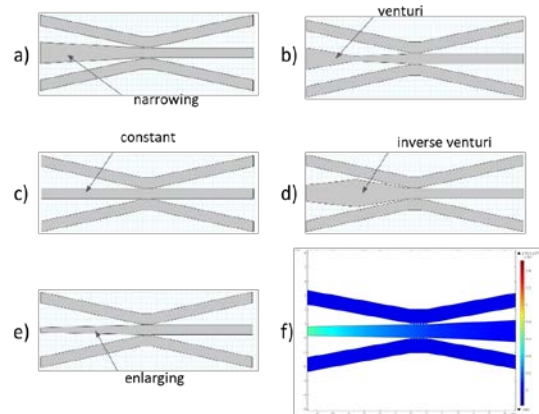 a)
narrowing
b)
venturi
c)
constant
d)
inverse venturi
e)
enlarging
f)